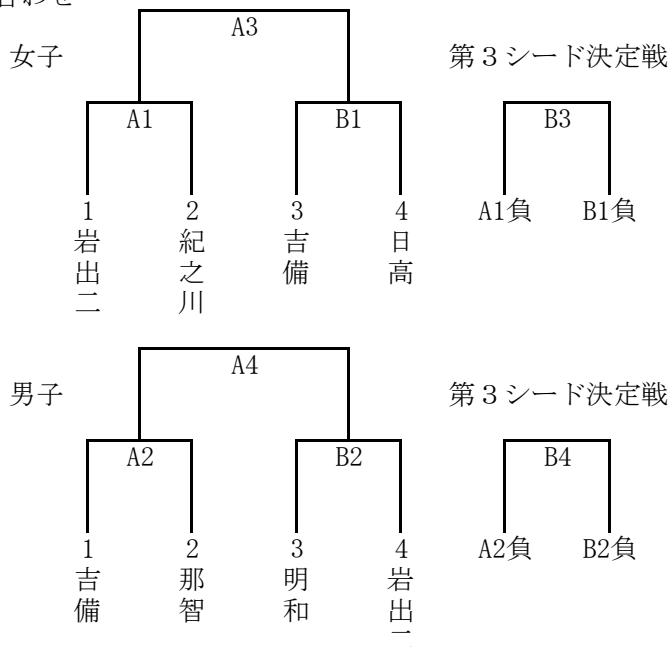 合わせ
A3
女子 第３シード決定戦
A1 B1 B3
1 2 3 4 A1負 B1負
岩出二 紀之川 吉備 日高
A4
男子 第３シード決定戦
A2 B2 B4
1 2 3 4 A2負 B2負
吉備 那智 明和 岩出